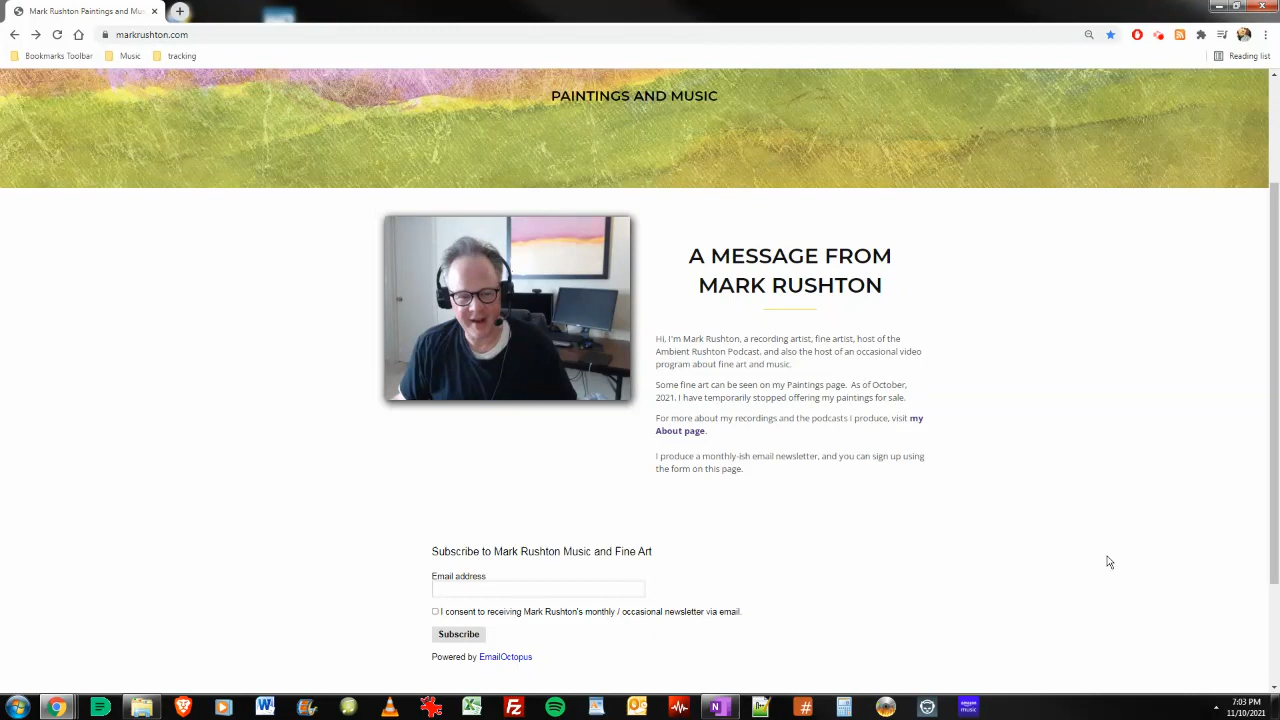 Mark Rushton Paintings and Mus
markrushton.com
Bookmarks Toolbar
Music
tracking
Reading list
PAINTINGS AND MUSIC
A MESSAGE FROM
MARK RUSHTON
Hi, I'm Mark Rushton, a recording artist, fine artist, host of the
Ambient Rushton Podcast, and also the host of an occasional video
program about fine art and music.
Some fine art can be seen on my Paintings page. As of October,
2021, I have temporarily stopped offering my paintings for sale.
For more about my recordings and the podcasts I produce, visit my
About page.
I produce a monthly-ish email newsletter, and you can sign up using
the form on this page.
Subscribe to Mark Rushton Music and Fine Art
Email address
I consent to receiving Mark Rushton's monthly / occasional newsletter via email.
Subscribe
Powered by EmailOctopus
amazon
music
7:03 PM
11/10/2021